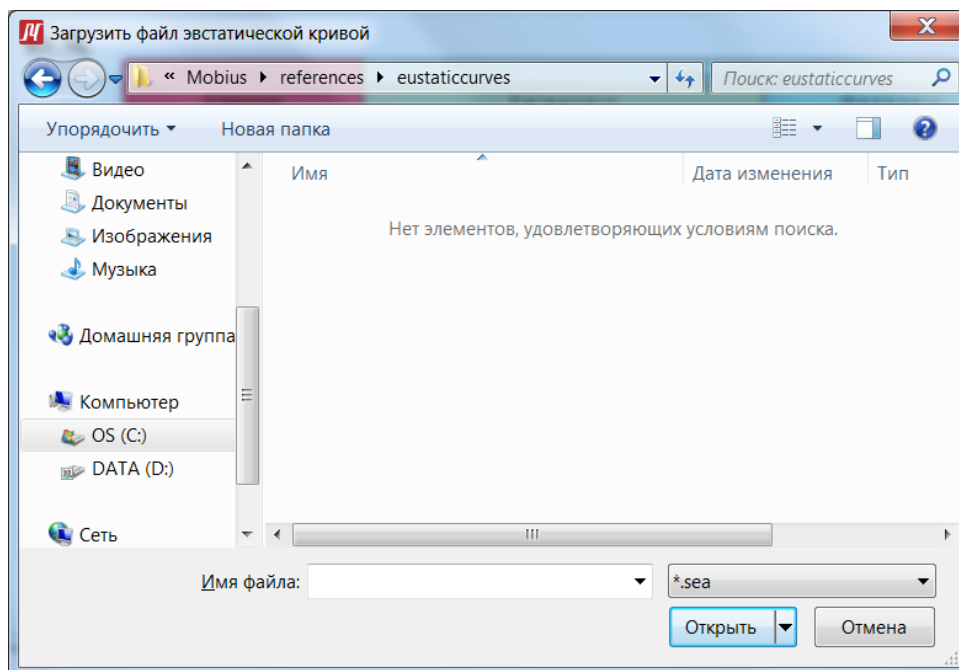 Загрузить файл эвстатической кривой
« Mobius references eustaticcurves
Поиск: eustaticcurves
Упорядочить Новая папка
Видео
Документы
Изображения
Музыка
Домашняя группа
Компьютер
OS (C:)
DATA (D:)
Сеть
Имя Дата изменения Тип
Нет элементов, удовлетворяющих условиям поиска.
Имя файла:
*.sea
Открыть Отмена